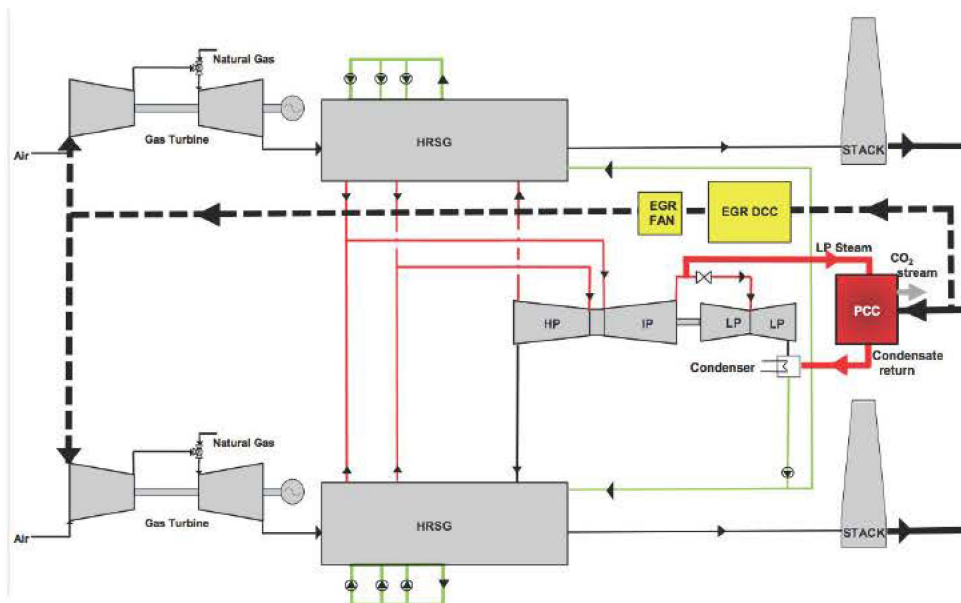 Natural Gas
Gas Turbine
Air
HRSG
STACK
EGR
FAN
EGR DCC
LP Steam
CO₂
stream
HP
IP
LP
LP
PCC
Condenser
Condensate
return
Natural Gas
Gas Turbine
Air
HRSG
STACK